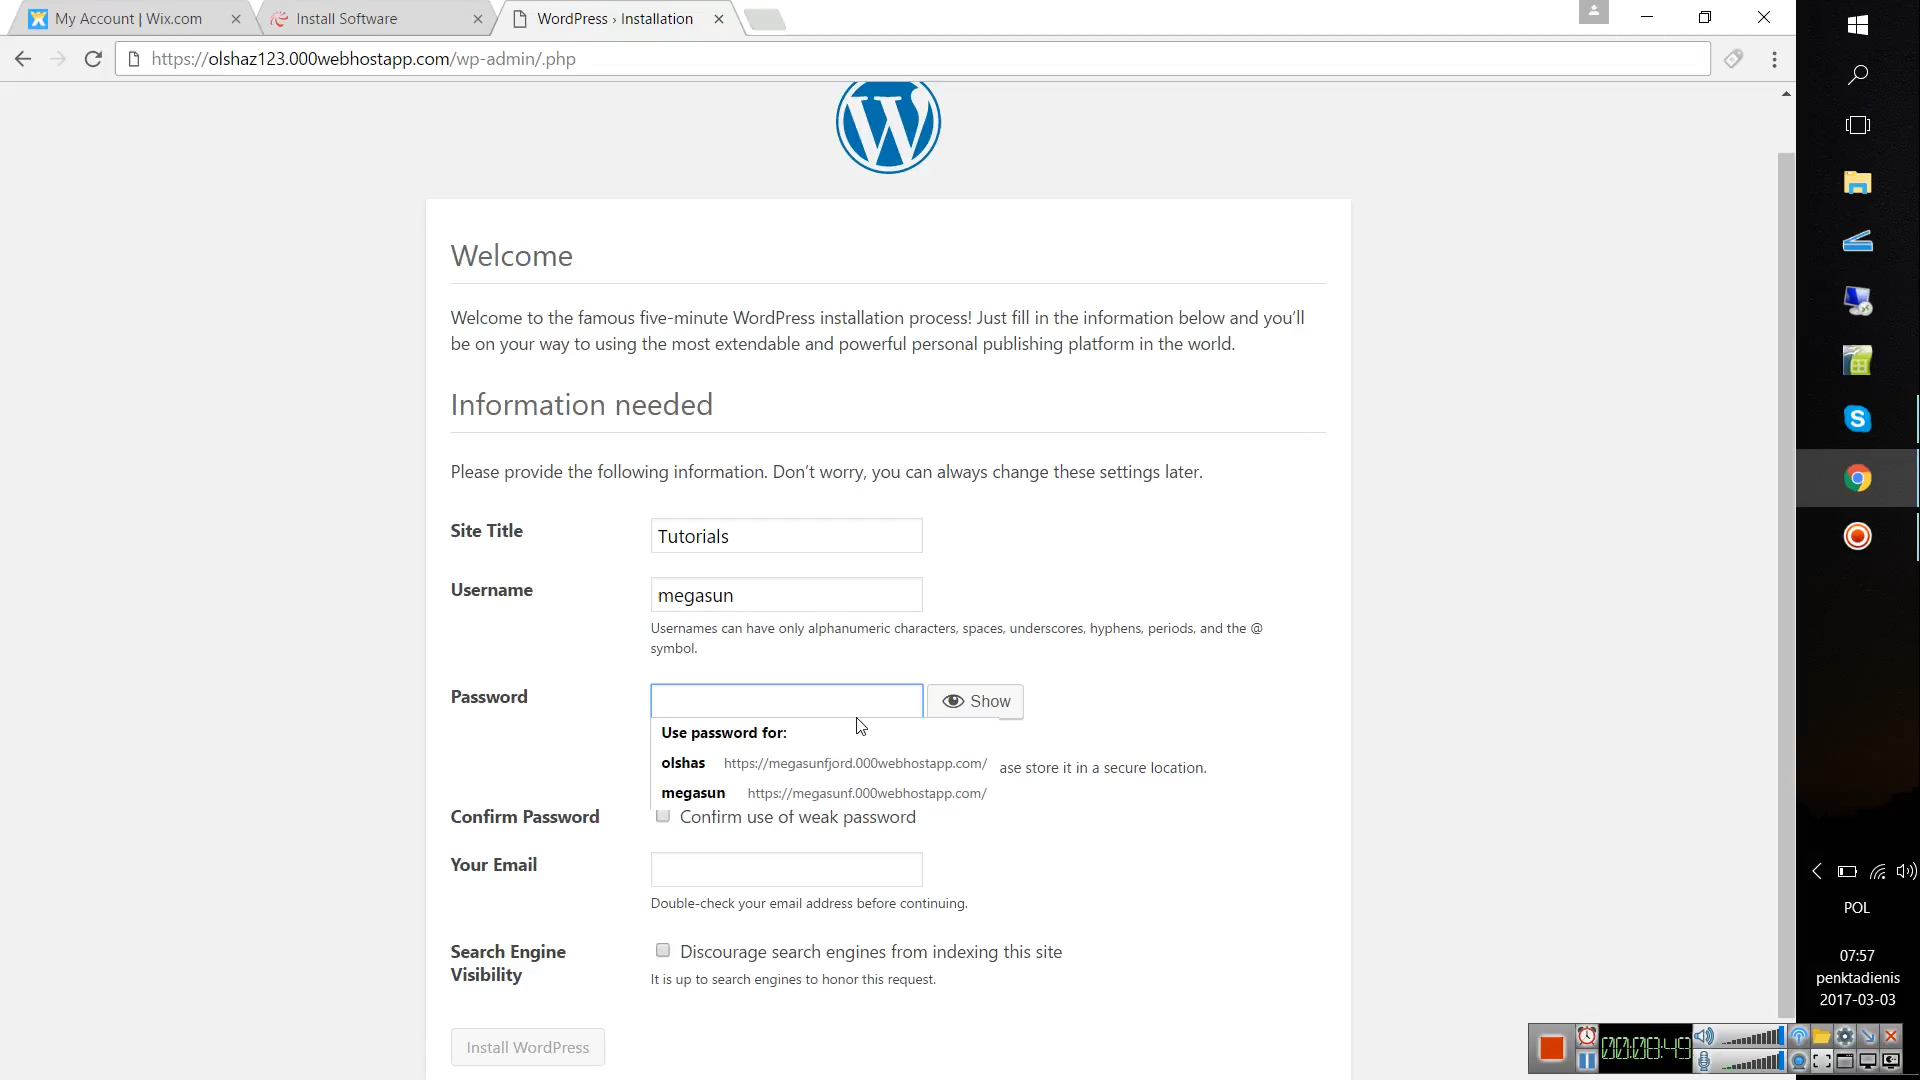 My Account | Wix.com
Install Software
WordPress › Installation
https://olshaz123.000webhostapp.com/wp-admin/.php
Welcome
Welcome to the famous five-minute WordPress installation process! Just fill in the information below and you’ll
be on your way to using the most extendable and powerful personal publishing platform in the world.
Information needed
Please provide the following information. Don’t worry, you can always change these settings later.
Site Title
Tutorials
Username
megasun
Usernames can have only alphanumeric characters, spaces, underscores, hyphens, periods, and the @
symbol.
Password
Show
Use password for:
olshas https://megasunfjord.000webhostapp.com/
ase store it in a secure location.
megasun https://megasunf.000webhostapp.com/
Confirm Password
Confirm use of weak password
Your Email
Double-check your email address before continuing.
Search Engine
Visibility
Discourage search engines from indexing this site
It is up to search engines to honor this request.
Install WordPress
POL
07:57
penktadienis
2017-03-03
00:08:49